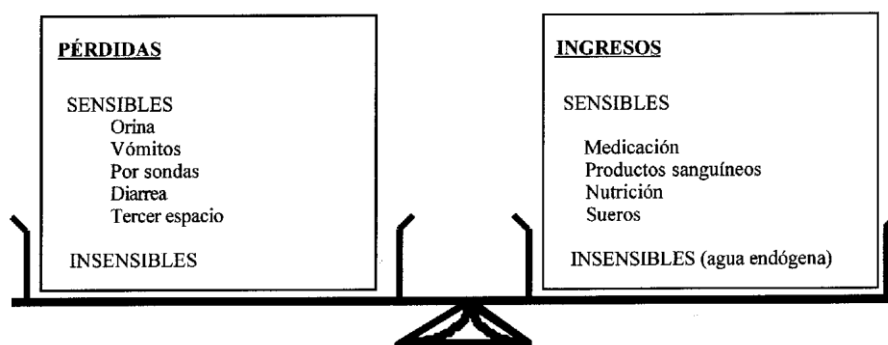 PÉRDIDAS
SENSIBLES
Orina
Vómitos
Por sondas
Diarrea
Tercer espacio
INSENSIBLES
INGRESOS
SENSIBLES
Medicación
Productos sanguíneos
Nutrición
Sueros
INSENSIBLES (agua endógena)